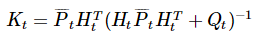 K_t = \overline{P}_t H_t^T (H_t \overline{P}_t H_t^T + Q_t)^{-1}